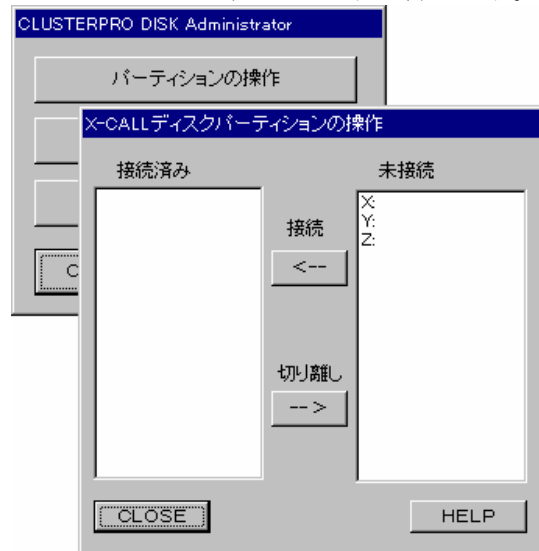 CLUSTERPRO DISK Administrator
パーティションの操作
X-CALLディスクパーティションの操作
接続済み
未接続
X:
Y:
Z:
接続
<--
C
切り離し
-->
CLOSE
HELP